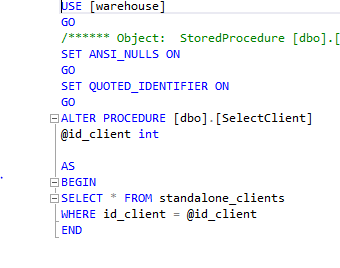 USE [warehouse]
GO
/****** Object:  StoredProcedure [dbo].[
SET ANSI_NULLS ON
GO
SET QUOTED_IDENTIFIER ON
GO
ALTER PROCEDURE [dbo].[SelectClient]
@id_client int
AS
BEGIN
SELECT * FROM standalone_clients
WHERE id_client = @id_client
END